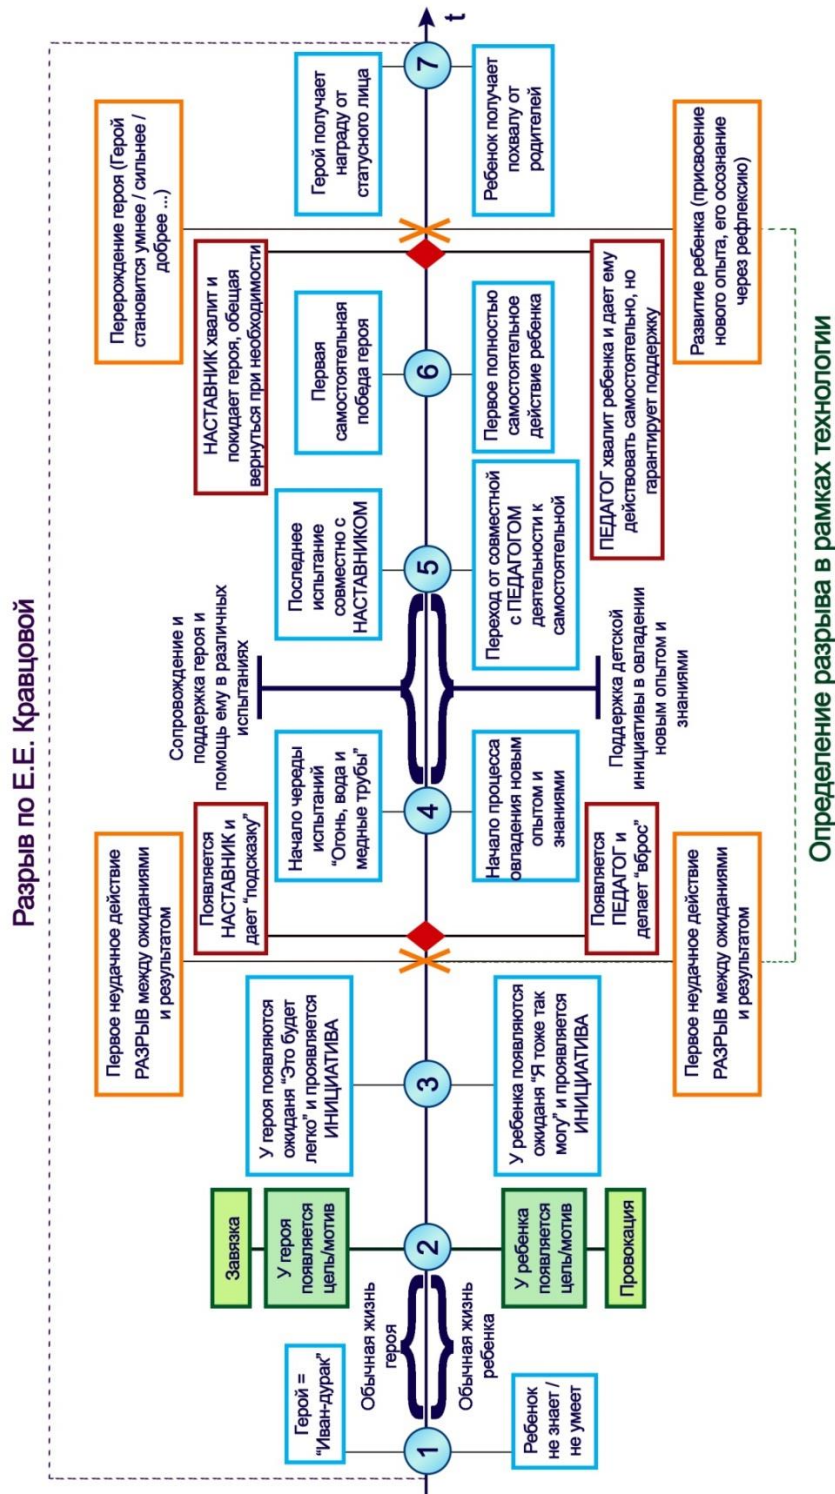 Разрыв по Е.Е. Кравцовой
Перерождение героя (Герой
становится умнее / сильнее /
добрее ...)
Первое неудачное действие
РАЗРЫВ между ожиданиями
и результатом
НАСТАВНИК хвалит и
покидает героя, обещая
вернуться при необходимости
Сопровождение и
поддержка героя и
помощь ему в различных
испытаниях
Появляется
НАСТАВНИК и
дает “подсказку”
Завязка
Герой =
“Иван-дурак”
Обычная жизнь
героя
У героя
появляется
цель/мотив
У героя появляются
ожиданя “Это будет
легко” и проявляется
ИНИЦИАТИВА
Начало череды
испытаний
“Огонь, вода и
медные трубы”
Последнее
испытание
совместно с
НАСТАВНИКОМ
Первая
самостоятельная
победа героя
Герой получает
награду от
статусного лица
1
2
3
4
5
6
7
t
Обычная жизнь
ребенка
Ребенок
не знает /
не умеет
У ребенка
появляется
цель/мотив
Провокация
У ребенка появляются
ожиданя “Я тоже так
могу” и проявляется
ИНИЦИАТИВА
Начало процесса
овладения новым
опытом и
знаниями
Переход от совместной
с ПЕДАГОГОМ
деятельности к
самостоятельной
Первое полностью
самостоятельное
действие ребенка
Ребенок получает
похвалу от
родителей
Появляется
ПЕДАГОГ и
делает “вброс”
Поддержка детской
инициативы в овладении
новым опытом и
знаниями
ПЕДАГОГ хвалит ребенка и дает ему
действовать самостоятельно, но
гарантирует поддержку
Первое неудачное действие
РАЗРЫВ между ожиданиями
и результатом
Развитие ребенка (присвоение
нового опыта, его осознание
через рефлексию)
Определение разрыва в рамках технологии